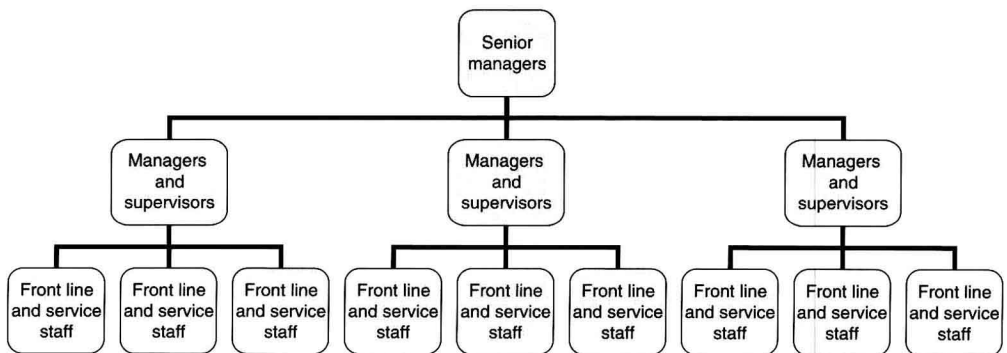 Senior
managers
Managers
and
supervisors
Managers
and
supervisors
Managers
and
supervisors
Front line
and service
staff
Front line
and service
staff
Front line
and service
staff
Front line
and service
staff
Front line
and service
staff
Front line
and service
staff
Front line
and service
staff
Front line
and service
staff
Front line
and service
staff